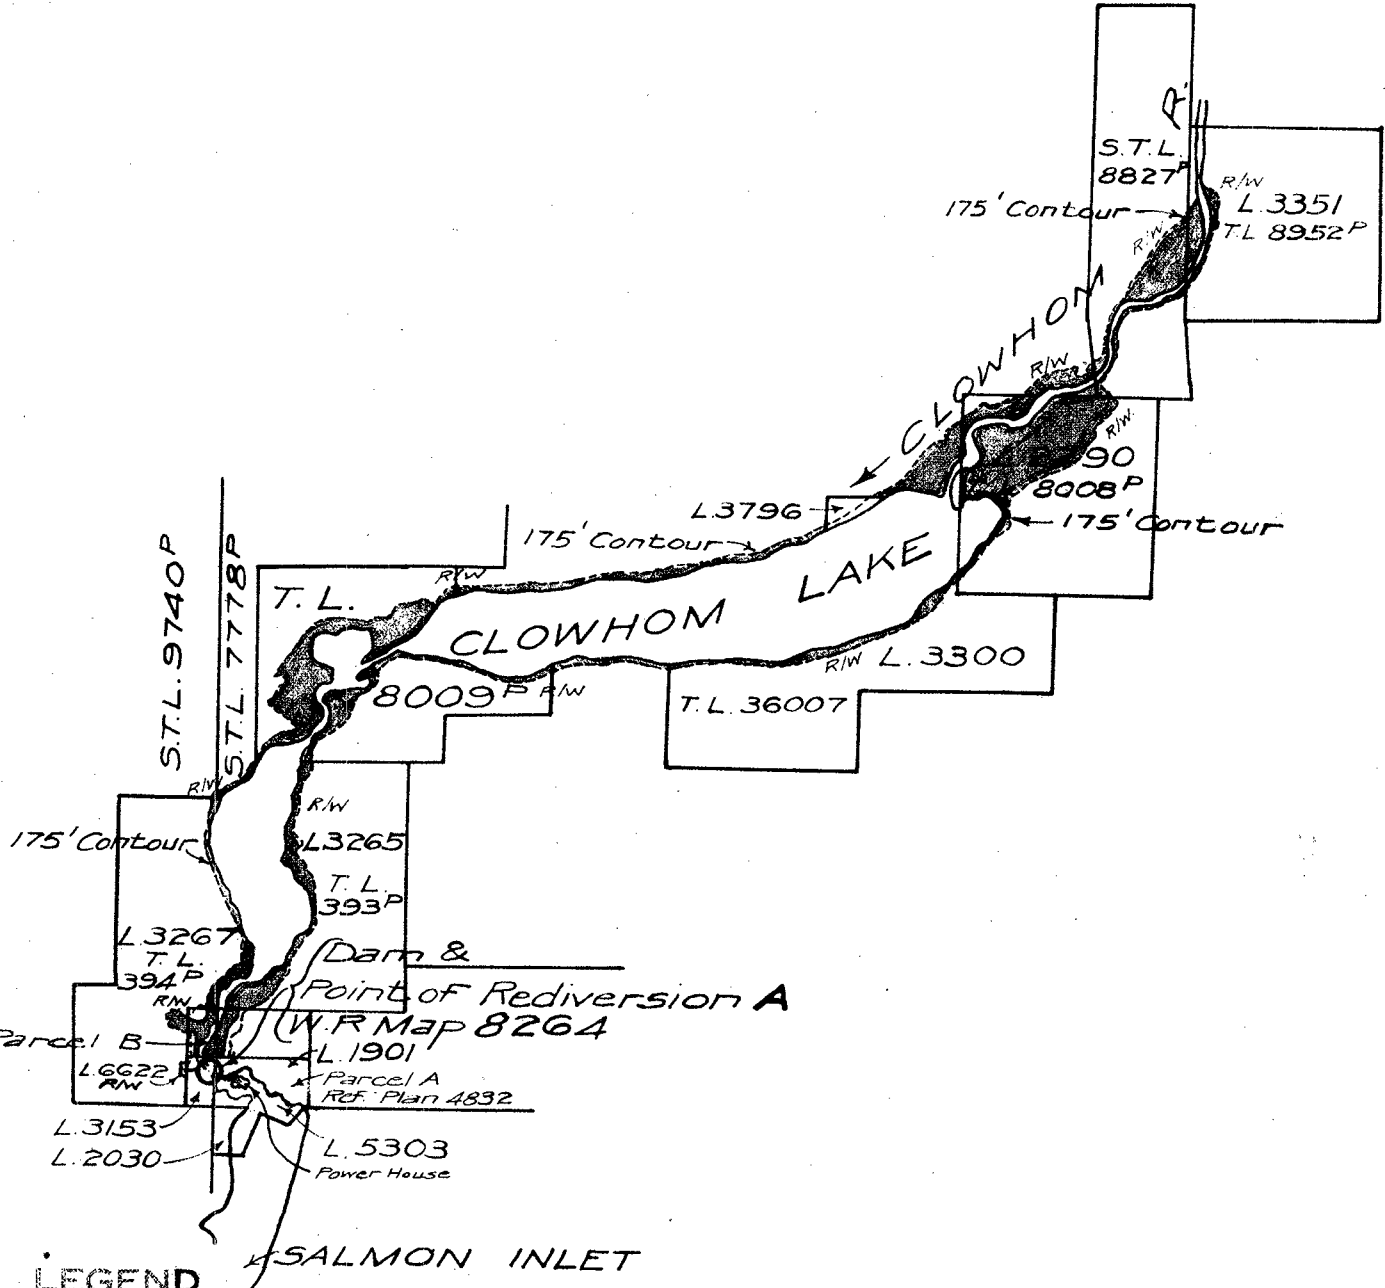 R.
S.T.L.
8827P
R/W
L.3351
T.L 8952P
175' Contour
R/W
CLOWHOM
R/W
R/W
90
8008P
L.3796
175' Contour
175' Contour
S.T.L. 9740P
S.T.L. 7778P
T. L.
R/W
CLOWHOM LAKE
8009P
R/W
R/W
L. 3300
T.L. 36007
R/W
R/W
175' Contour
L3265
T. L.
393P
L.3267
T. L.
394P
R/W
Dam &
Point of Rediversion A
W.R Map 8264
Parcel B
L.1901
L.6622
R/W
Parcel A
Ref. Plan 4832
L.3153
L.2030
L. 5303
Power House
SALMON INLET
LEGEND